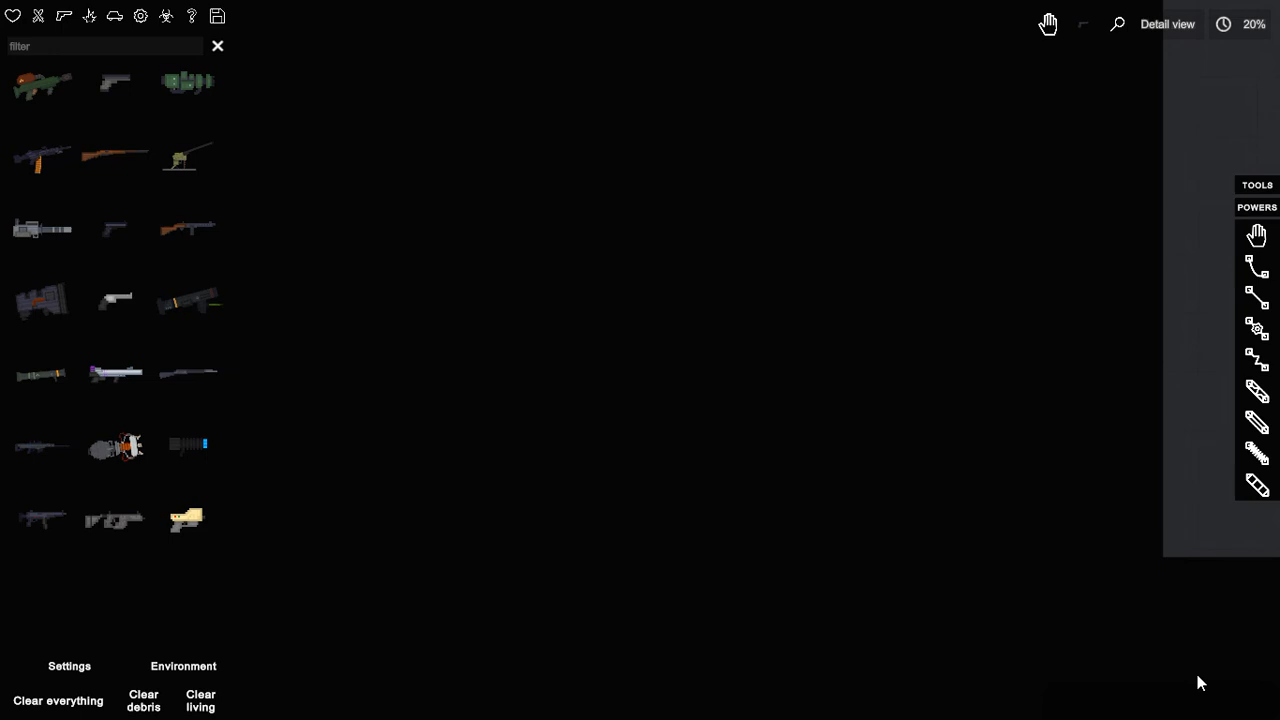 Detail view
20%
filter
TOOLS
POWERS
Settings
Environment
Clear everything
Clear
debris
Clear
living